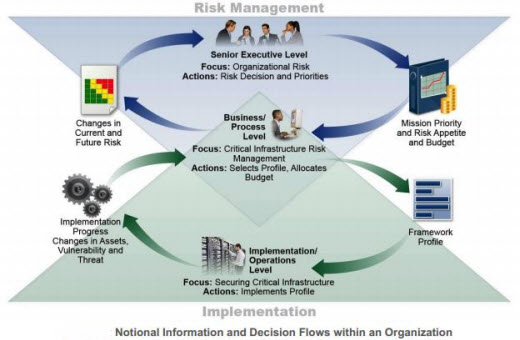 Risk Management
Senior Executive Level
Focus: Organizational Risk
Actions: Risk Decision and Priorities
Changes in
Current and
Future Risk
Mission Priority
and Risk Appetite
and Budget
Business/
Process
Level
Focus: Critical Infrastructure Risk
Management
Actions: Selects Profile, Allocates
Budget
Implementation
Progress
Changes in Assets,
Vulnerability and
Threat
Framework
Profile
Implementation/
Operations
Level
Focus: Securing Critical Infrastructure
Actions: Implements Profile
Implementation
Notional Information and Decision Flows within an Organization